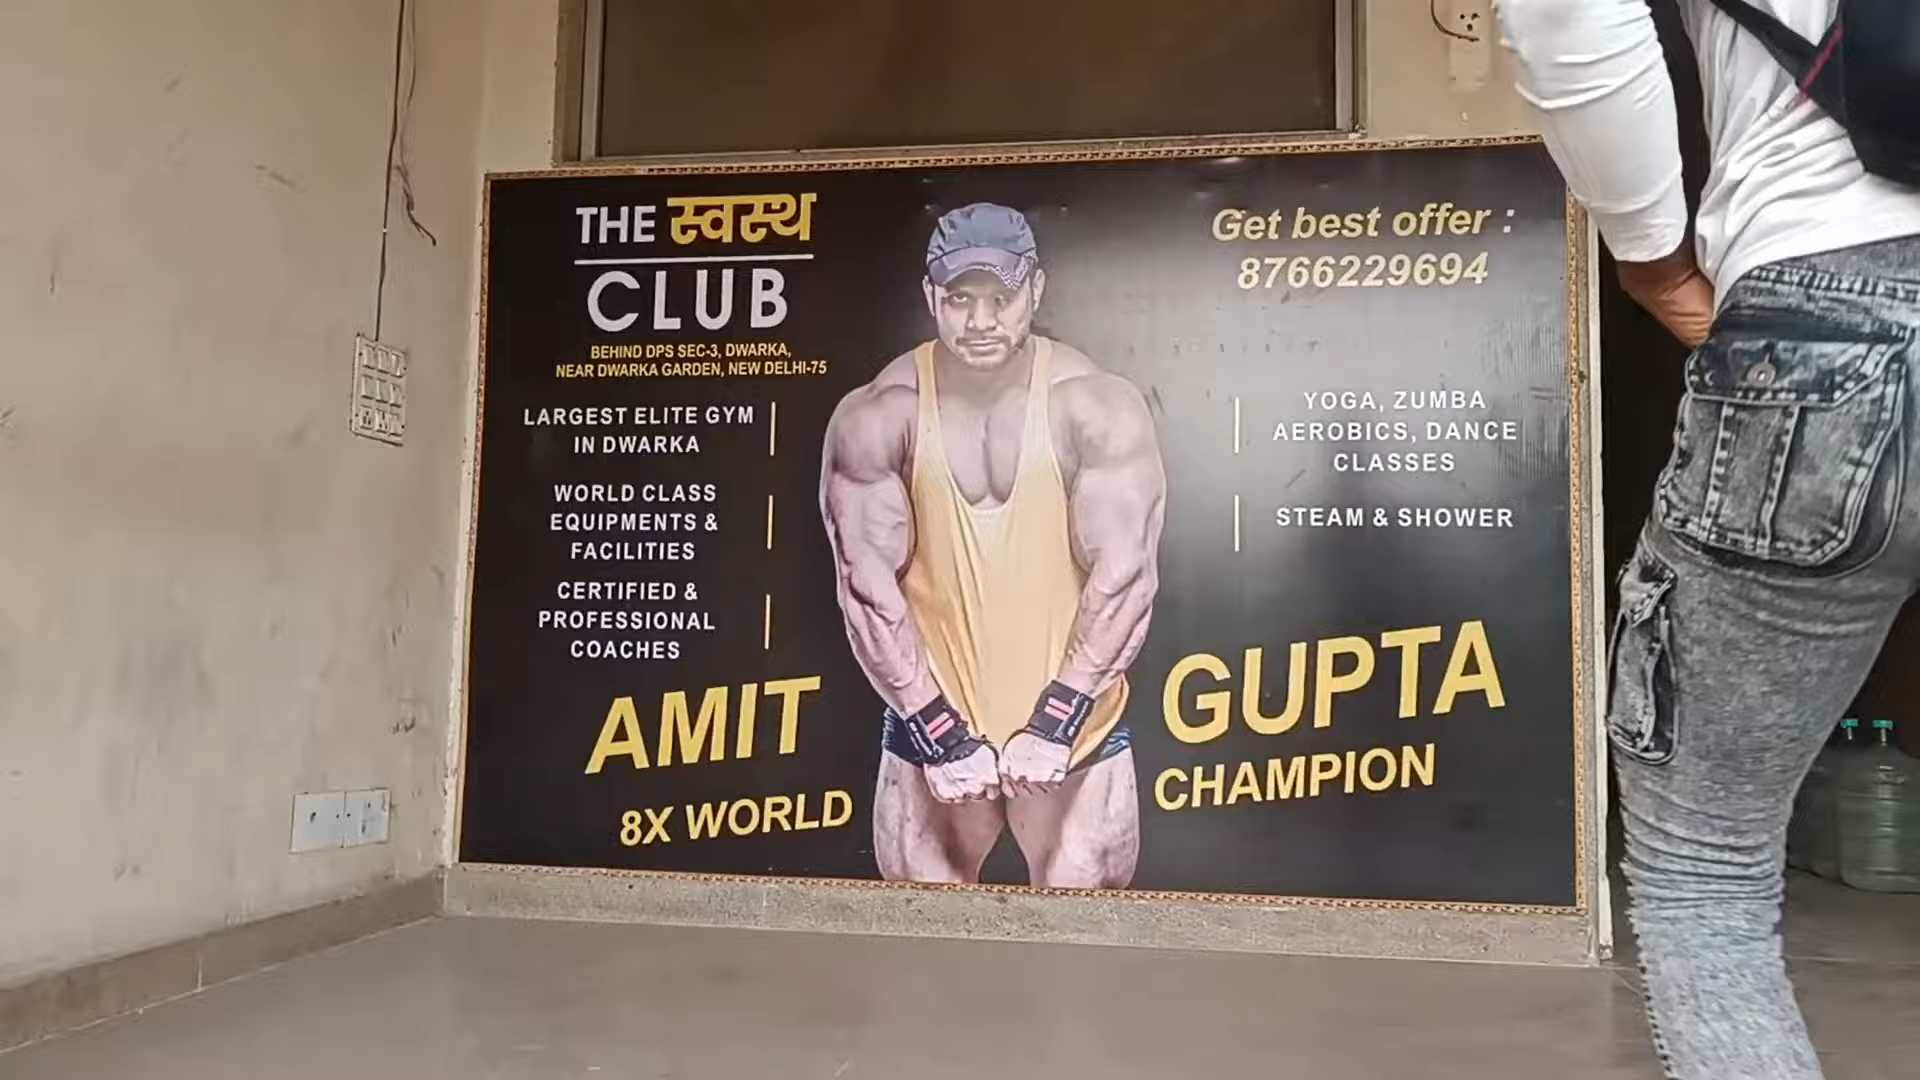 THE स्वस्थ
CLUB
BEHIND DPS SEC-3, DWARKA,
NEAR DWARKA GARDEN, NEW DELHI-75
LARGEST ELITE GYM
IN DWARKA
WORLD CLASS
EQUIPMENTS &
FACILITIES
CERTIFIED &
PROFESSIONAL
COACHES
Get best offer :
8766229694
YOGA, ZUMBA
AEROBICS, DANCE
CLASSES
STEAM & SHOWER
AMIT GUPTA
8X WORLD CHAMPION